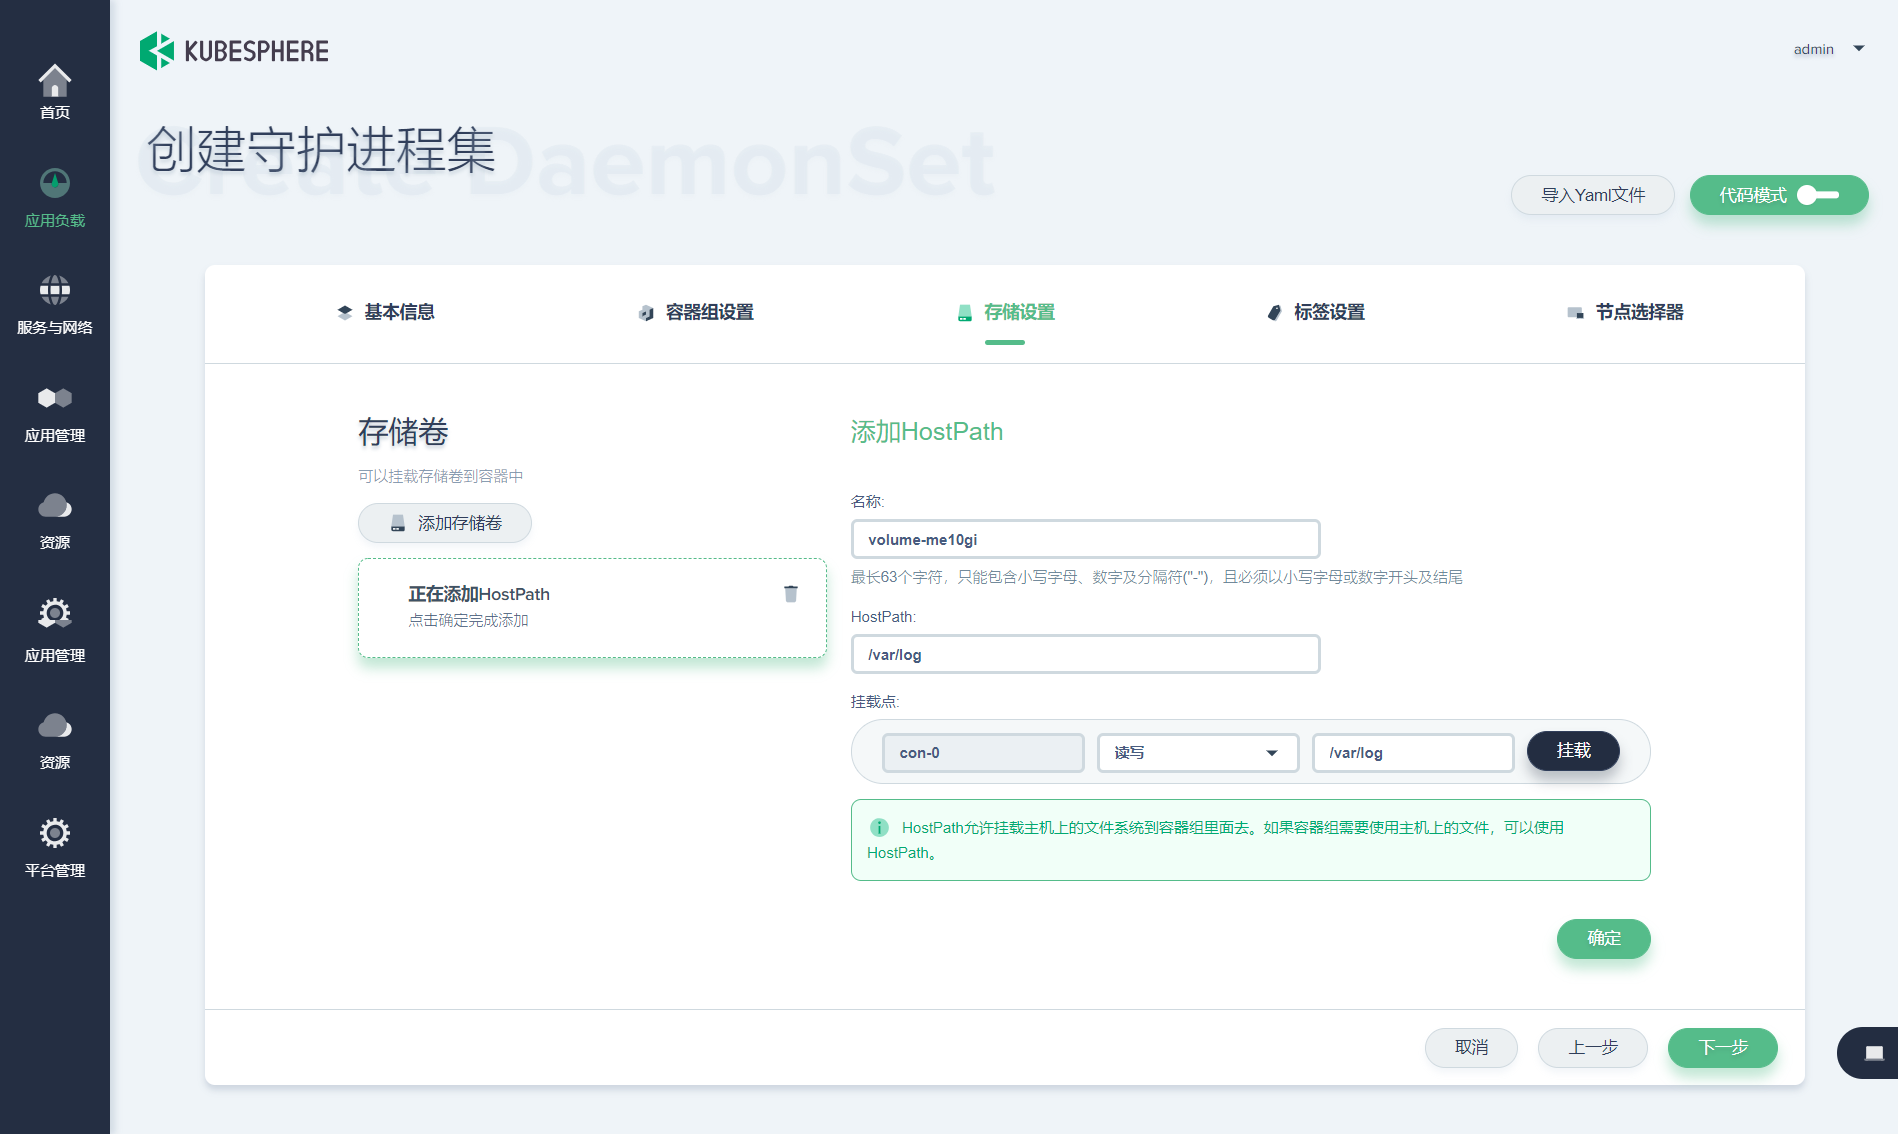 KUBESPHERE
admin
首页
应用负载
服务与网络
应用管理
资源
应用管理
资源
平台管理
Create DaemonSet
创建守护进程集
导入Yaml文件
代码模式
基本信息
容器组设置
存储设置
标签设置
节点选择器
存储卷
可以挂载存储卷到容器中
添加存储卷
正在添加HostPath
点击确定完成添加
添加HostPath
名称:
volume-me10gi
最长63个字符，只能包含小写字母、数字及分隔符("-")，且必须以小写字母或数字开头及结尾
HostPath:
/var/log
挂载点:
con-0
读写
/var/log
挂载
HostPath允许挂载主机上的文件系统到容器组里面去。如果容器组需要使用主机上的文件，可以使用
HostPath。
确定
取消
上一步
下一步